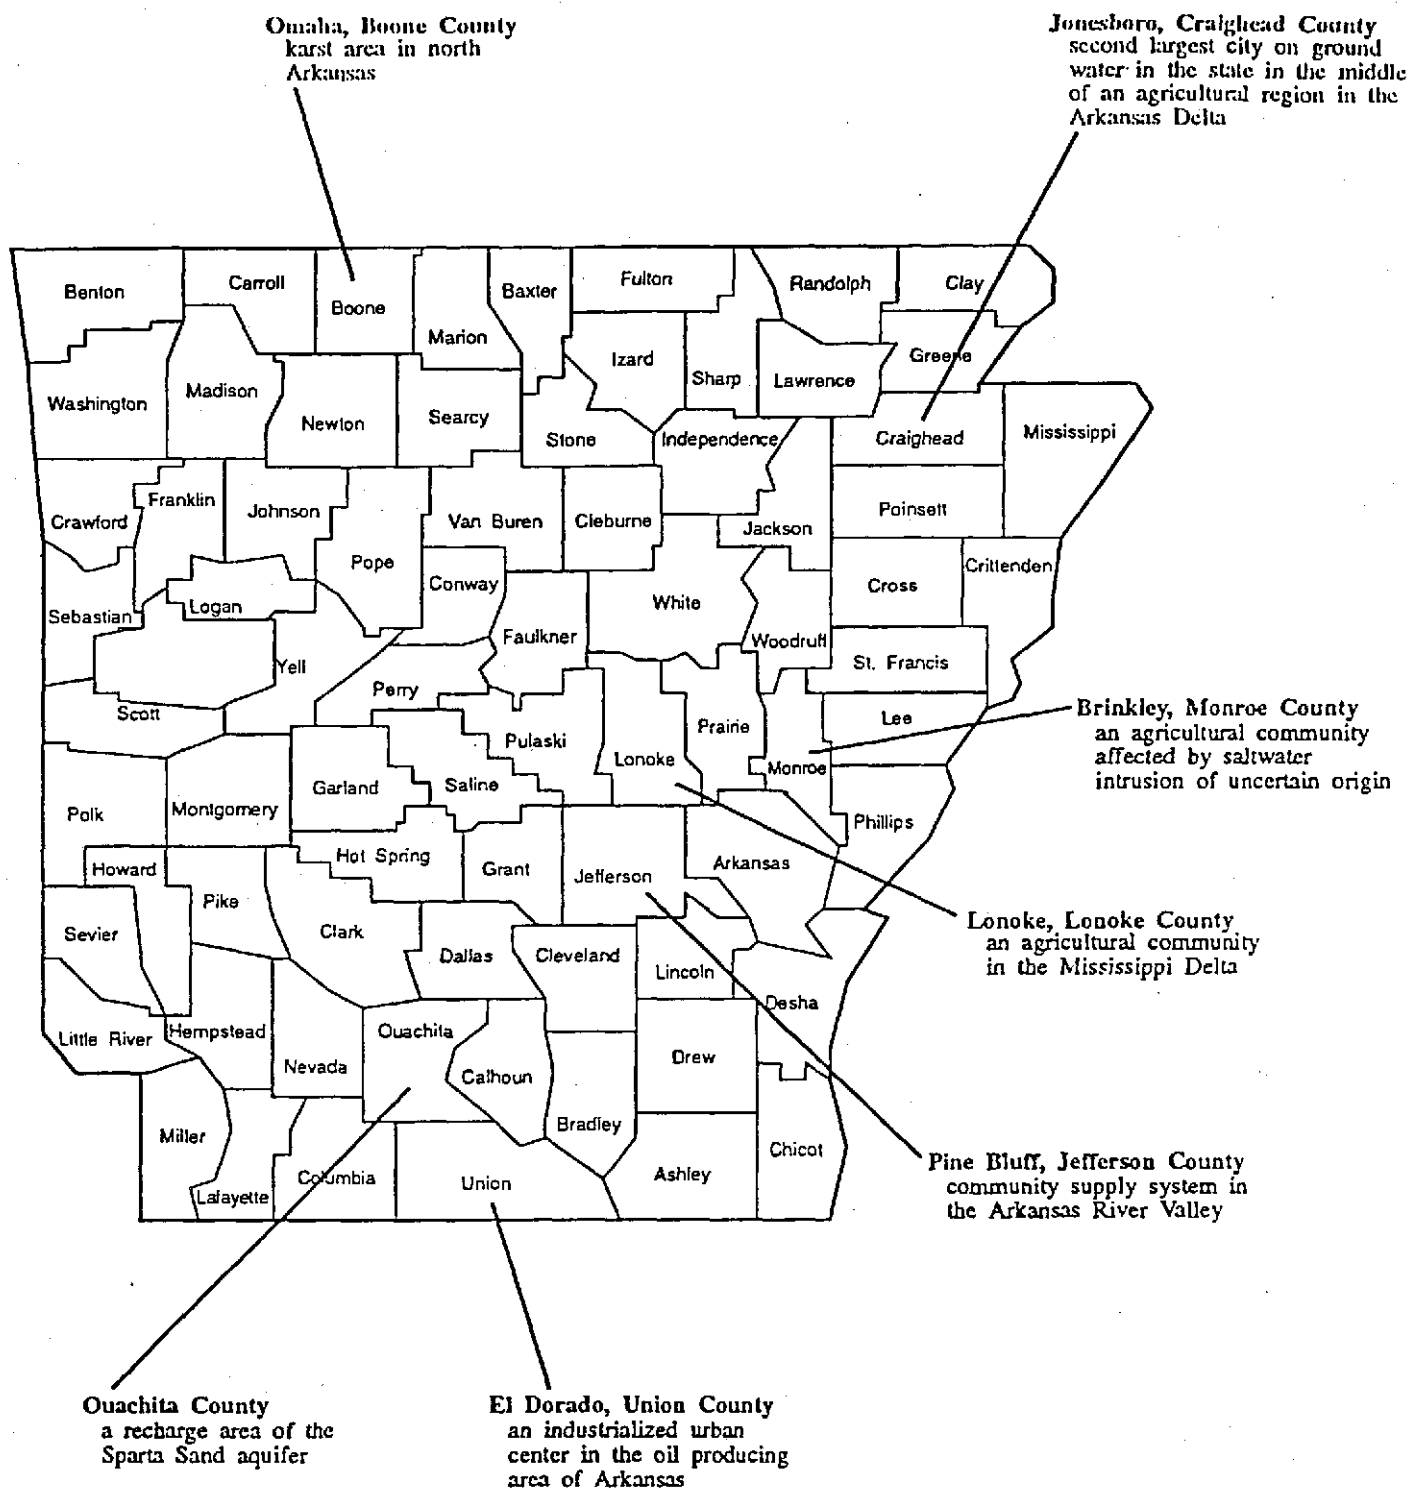 Omaha, Boone County
karst area in north
Arkansas
Jonesboro, Craighead County
second largest city on ground
water in the state in the middle
of an agricultural region in the
Arkansas Delta
Benton
Carroll
Boone
Marion
Baxter
Fulton
Randolph
Clay
Izard
Sharp
Lawrence
Greene
Washington
Madison
Newton
Searcy
Stone
Independence
Craighead
Mississippi
Crawford
Franklin
Johnson
Pope
Van Buren
Cleburne
Jackson
Poinsett
Sebastian
Logan
Conway
White
Cross
Crittenden
Yell
Faulkner
Woodruff
St. Francis
Scott
Perry
Pulaski
Prairie
Lee
Lonoke
Monroe
Brinkley, Monroe County
an agricultural community
affected by saltwater
intrusion of uncertain origin
Polk
Montgomery
Garland
Saline
Phillips
Howard
Pike
Hot Spring
Grant
Jefferson
Arkansas
Sevier
Clark
Dallas
Cleveland
Lincoln
Desha
Lonoke, Lonoke County
an agricultural community
in the Mississippi Delta
Little River
Hempstead
Nevada
Ouachita
Calhoun
Drew
Miller
Lafayette
Columbia
Union
Bradley
Ashley
Chicot
Pine Bluff, Jefferson County
community supply system in
the Arkansas River Valley
Ouachita County
a recharge area of the
Sparta Sand aquifer
El Dorado, Union County
an industrialized urban
center in the oil producing
area of Arkansas